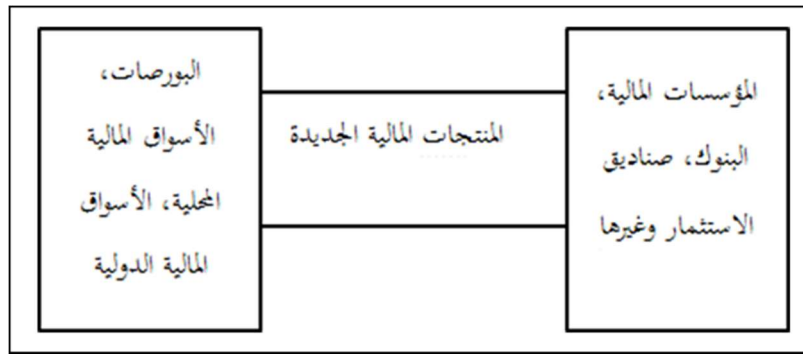 المؤسسات المالية،
البنوك، صناديق
الاستثمار وغيرها
المنتجات المالية الجديدة
البورصات،
الأسواق المالية
المحلية، الأسواق
المالية الدولية